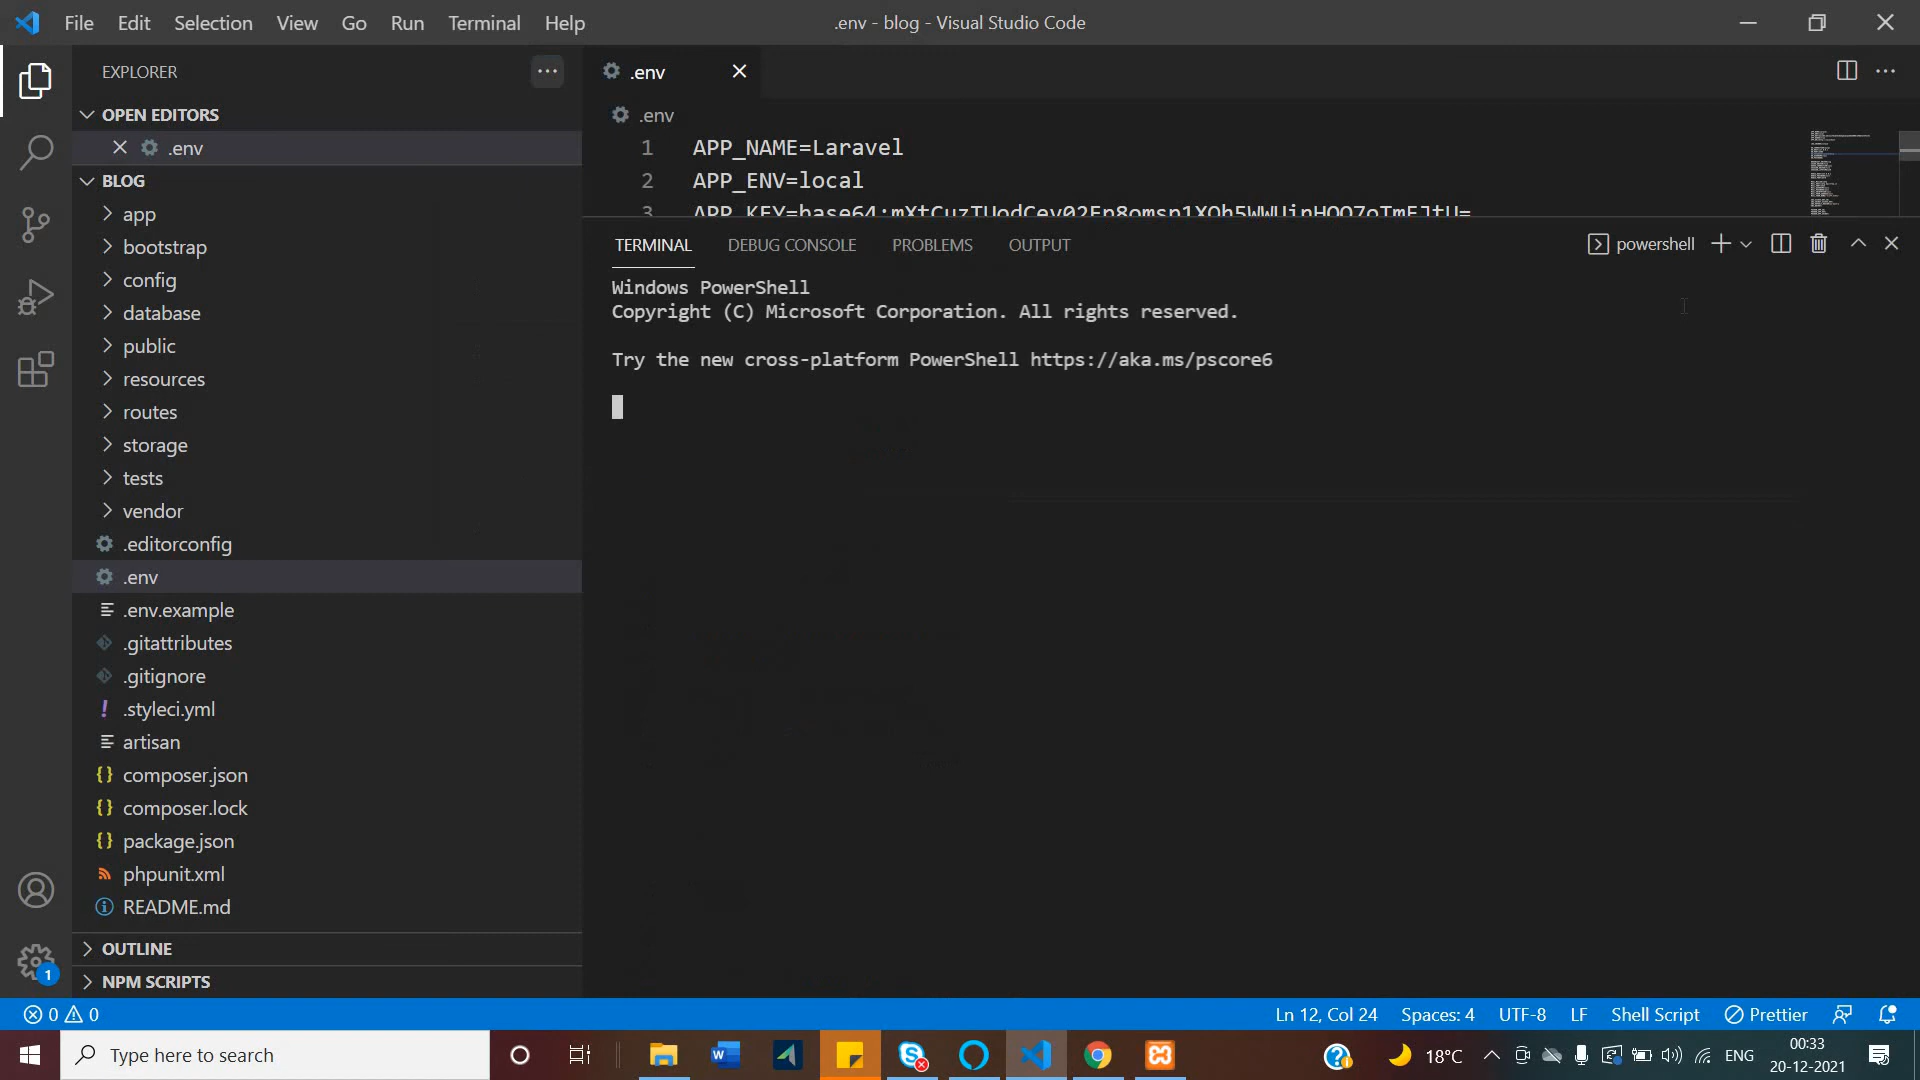 File Edit Selection View Go Run Terminal Help
.env - blog - Visual Studio Code
EXPLORER
OPEN EDITORS
.env
BLOG
app
bootstrap
config
database
public
resources
routes
storage
tests
vendor
.editorconfig
.env
.env.example
.gitattributes
.gitignore
.styleci.yml
artisan
composer.json
composer.lock
package.json
phpunit.xml
README.md
OUTLINE
NPM SCRIPTS
.env
.env
1 APP_NAME=Laravel
2 APP_ENV=local
3
TERMINAL DEBUG CONSOLE PROBLEMS OUTPUT
powershell
Windows PowerShell
Copyright (C) Microsoft Corporation. All rights reserved.
Try the new cross-platform PowerShell https://aka.ms/pscore6
1
0 0
Ln 12, Col 24 Spaces: 4 UTF-8 LF Shell Script Prettier
Type here to search
18°C ENG
00:33
20-12-2021